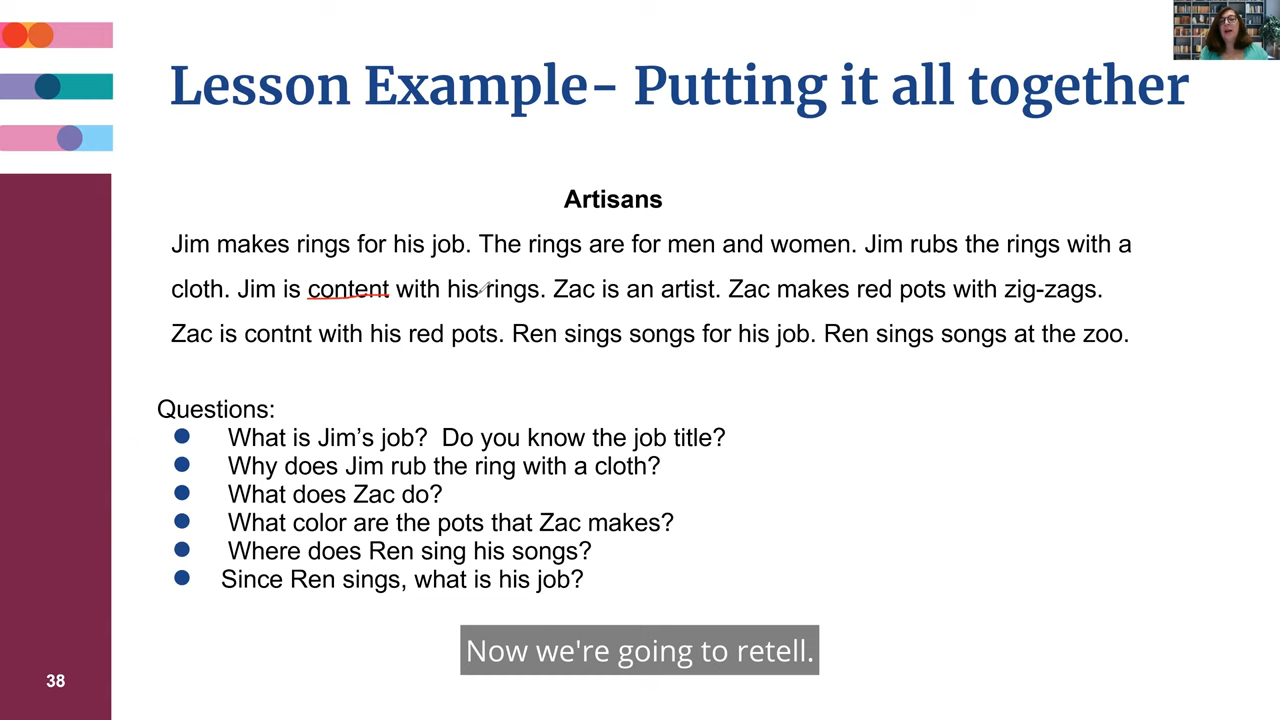 Lesson Example- Putting it all together
Artisans
Jim makes rings for his job. The rings are for men and women. Jim rubs the rings with a
cloth. Jim is content with his rings. Zac is an artist. Zac makes red pots with zig-zags.
Zac is contnt with his red pots. Ren sings songs for his job. Ren sings songs at the zoo.
Questions:
What is Jim’s job? Do you know the job title?
Why does Jim rub the ring with a cloth?
What does Zac do?
What color are the pots that Zac makes?
Where does Ren sing his songs?
Since Ren sings, what is his job?
Now we're going to retell.
38